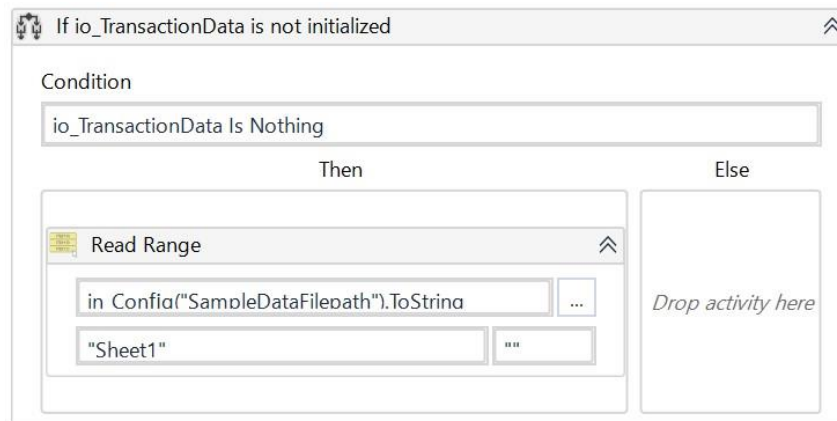 If io_TransactionData is not initialized
Condition
io_TransactionData Is Nothing
Then
Else
Read Range
in_Config("SampleDataFilepath").ToString
...
Drop activity here
"Sheet1"
""